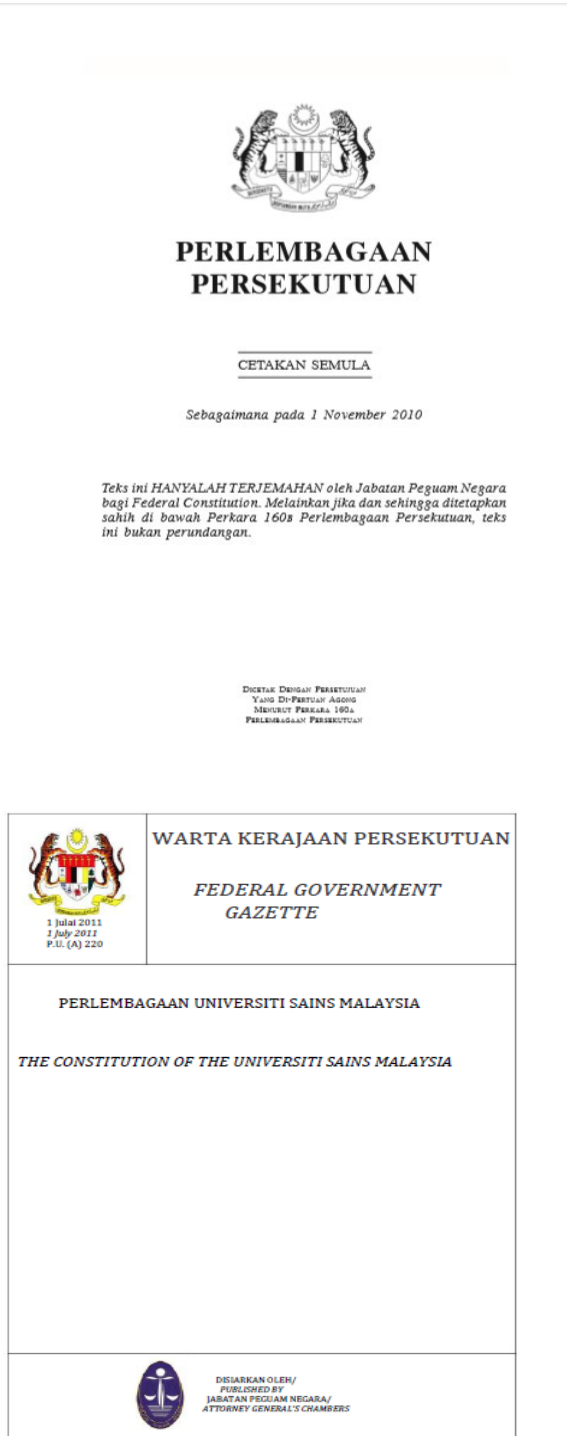 PERLEMBAGAAN
PERSEKUTUAN
CETAKAN SEMULA
Sebagaimana pada 1 November 2010
Teks ini HANYALAH TERJEMAHAN oleh Jabatan Peguam Negara
bagi Federal Constitution. Melainkan jika dan sehingga ditetapkan
sahih di bawah Perkara 160B Perlembagaan Persekutuan, teks
ini bukan perundangan.
Dicetak Dengan Persetujuan
Yang Di-Pertuan Agong
Menurut Perkara 160A
Perlembagaan Persekutuan
WARTA KERAJAAN PERSEKUTUAN
FEDERAL GOVERNMENT
GAZETTE
1 Julai 2011
1 July 2011
P.U. (A) 220
PERLEMBAGAAN UNIVERSITI SAINS MALAYSIA
THE CONSTITUTION OF THE UNIVERSITI SAINS MALAYSIA
DISIARKAN OLEH/
PUBLISHED BY
JABATAN PEGUAM NEGARA/
ATTORNEY GENERAL'S CHAMBERS